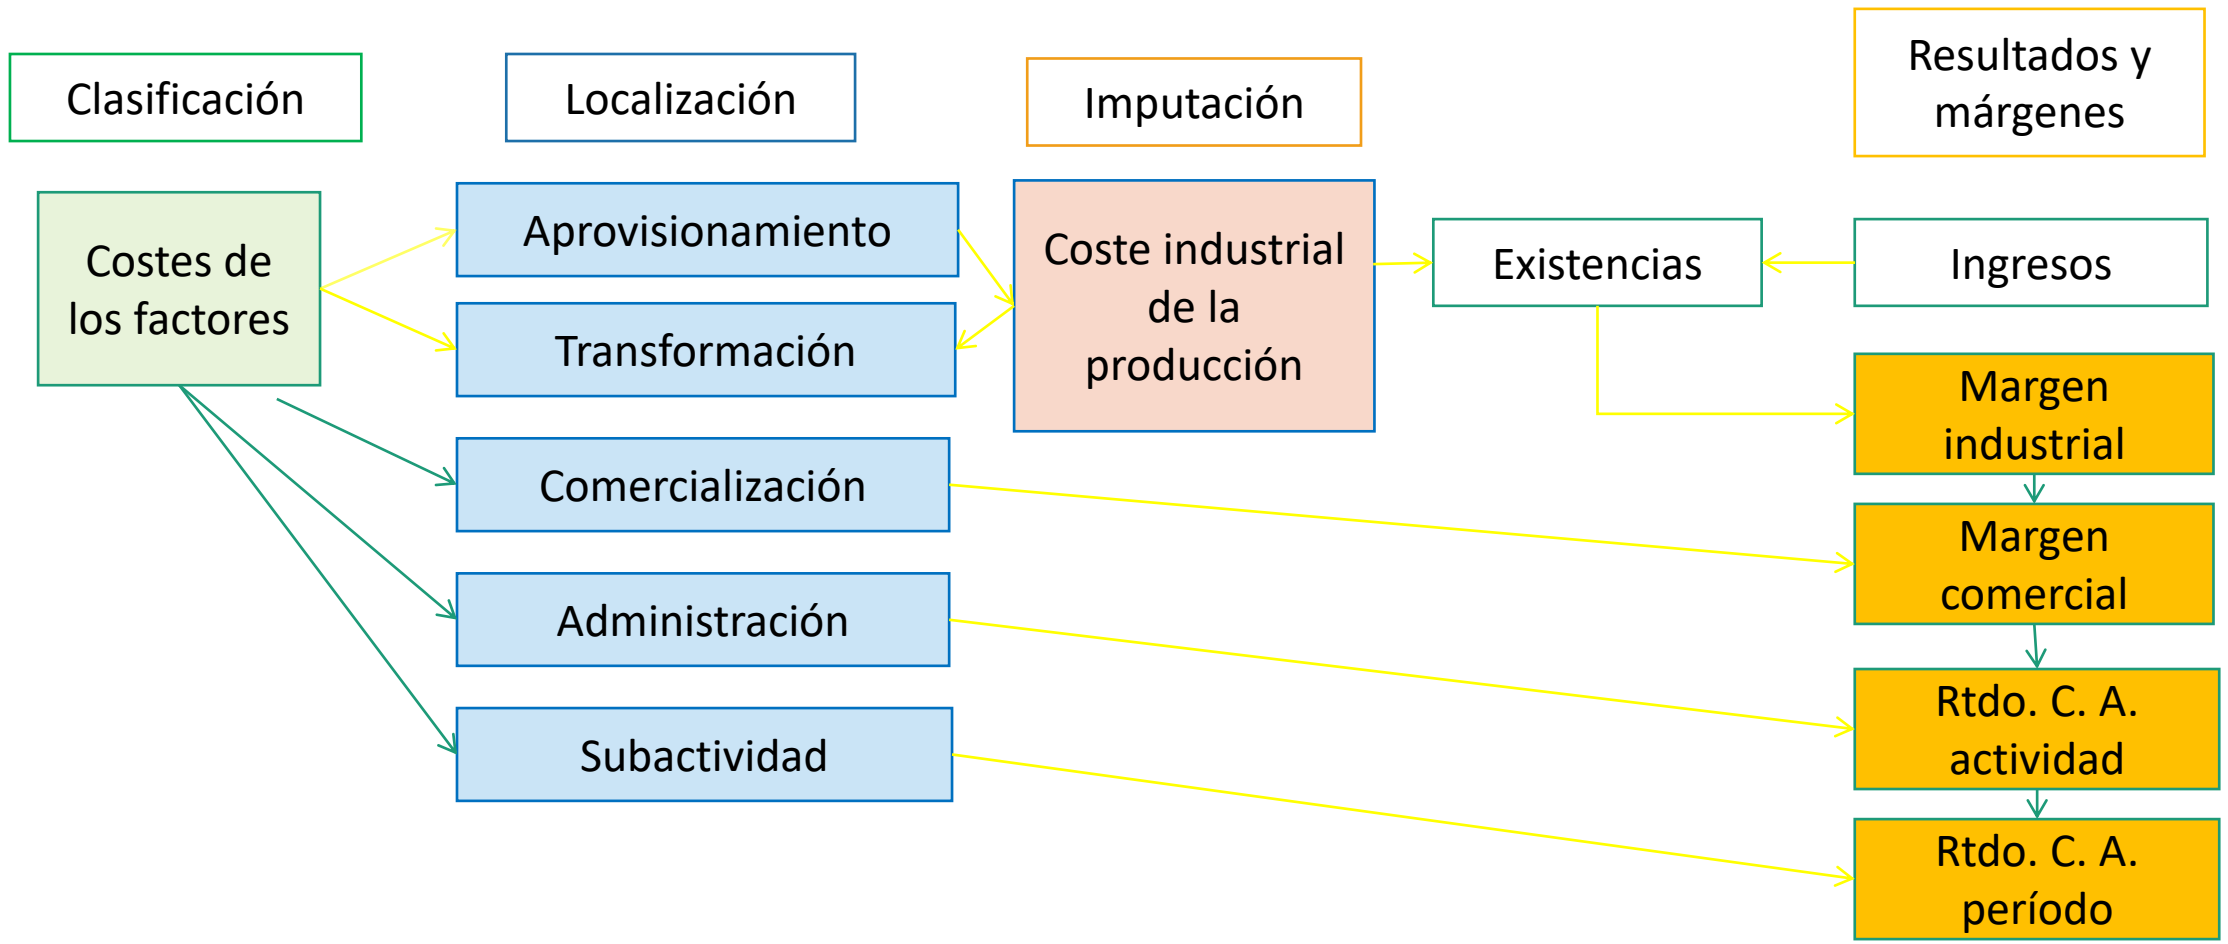 Clasificación
Localización
Imputación
Resultados y
márgenes
Costes de
los factores
Aprovisionamiento
Transformación
Comercialización
Administración
Subactividad
Coste industrial
de la
producción
Existencias
Ingresos
Margen
industrial
Margen
comercial
Rtdo. C. A.
actividad
Rtdo. C. A.
período